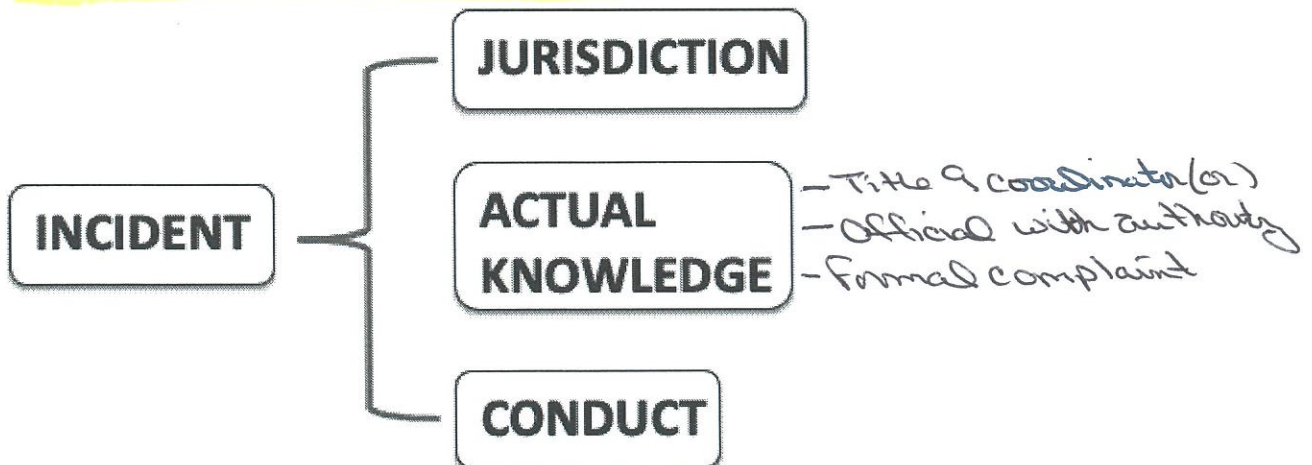 JURISDICTION
INCIDENT
ACTUAL
KNOWLEDGE
CONDUCT
- Title 9 coordinator (or)
- Official with authority
- Formal complaint